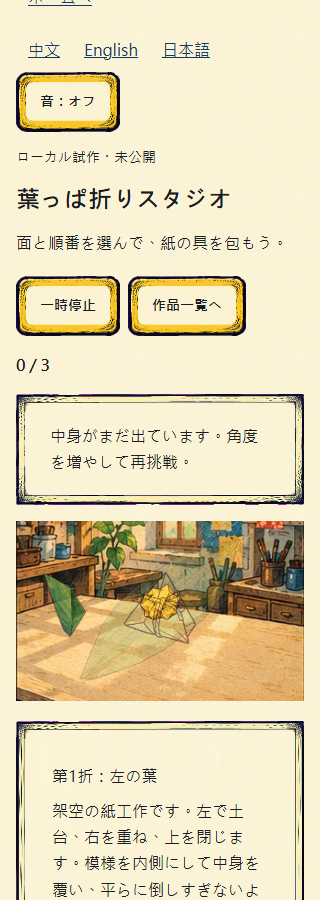 ホームへ
中文 English 日本語
音：オフ
ローカル試作・未公開
葉っぱ折りスタジオ
面と順番を選んで、紙の具を包もう。
一時停止 作品一覧へ
0 / 3
中身がまだ出ています。角度
を増やして再挑戦。
第1折：左の葉
架空の紙工作です。左で土
台、右を重ね、上を閉じま
す。模様を内側にして中身を
覆い、平らに倒しすぎないよ